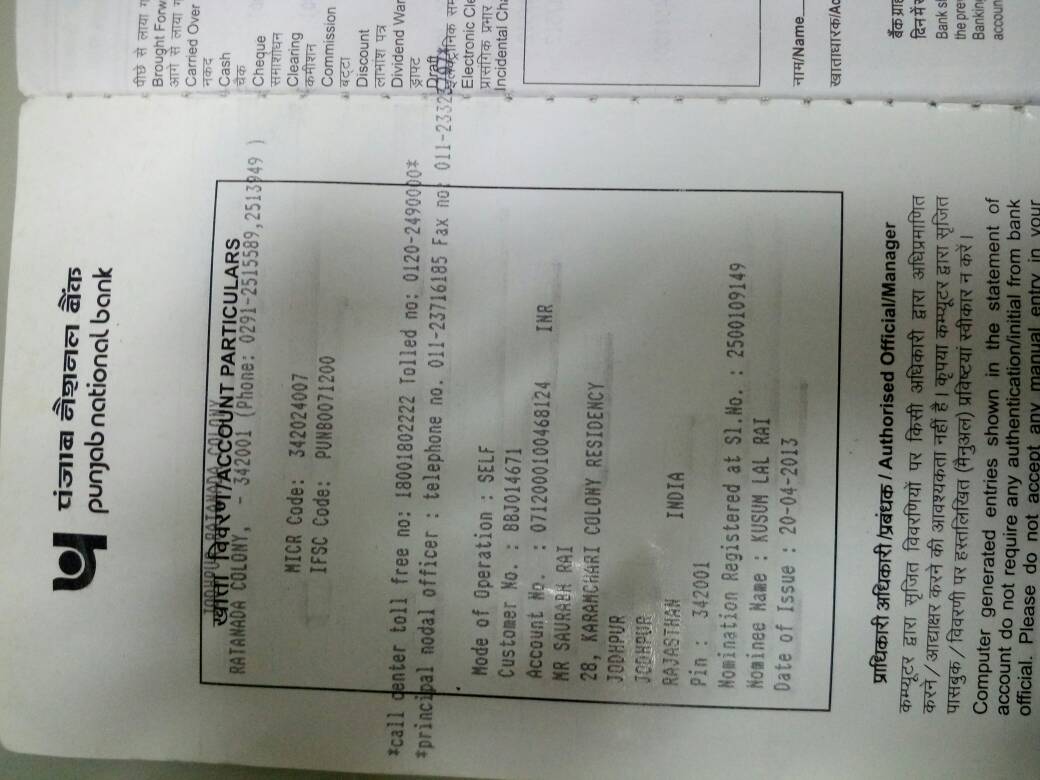 पंजाब नैशनल बैंक
punjab national bank
पीछे से लाया
Brought Forw
आगे से लाया
Carried Over
नकद
Cash
चेक
Cheque
समाशोधन
Clearing
कमीशन
Commission
बट्टा
Discount
लाभांश पत्र
Dividend War
ड्राफ्ट
Draft
इलेक्ट्रॉनिक सम
Electronic Cle
प्रासंगिक प्रभार
Incidental Cha
नाम/Name
खाताधारक/Ac
बैंक ग्राह
दिन में स
Bank sl
the prev
Banking
accoun
JODHPUR RATANADA COLONY
खाता विवरण/ACCOUNT PARTICULARS
RATANADA COLONY, - 342001 (Phone: 0291-2515589,2513949 )
MICR Code: 342024007
IFSC Code: PUNB0071200
*call center toll free no: 18001802222 Tolled no: 0120-2490000*
*principal nodal officer : telephone no. 011-23716185 Fax no: 011-2332
Mode of Operation : SELF
Customer No. : BBJ014671
Account No. : 0712000100468124 INR
MR SAURABH RAI
28, KARAMCHARI COLONY RESIDENCY
JODHPUR
JODHPUR
RAJASTHAN INDIA
Pin : 342001
Nomination Registered at Sl.No. : 2500109149
Nominee Name : KUSUM LAL RAI
Date of Issue : 20-04-2013
प्राधिकारी अधिकारी/प्रबंधक / Authorised Official/Manager
कम्प्यूटर द्वारा सृजित विवरणियों पर किसी अधिकारी द्वारा अधिप्रमाणित
करने / आद्याक्षर करने की आवश्यकता नहीं है। कृपया कम्प्यूटर द्वारा सृजित
पासबुक / विवरणी पर हस्तलिखित (मैनुअल) प्रविष्टियां स्वीकार न करें।
Computer generated entries shown in the statement of
account do not require any authentication/initial from bank
official. Please do not accept any manual entry in your